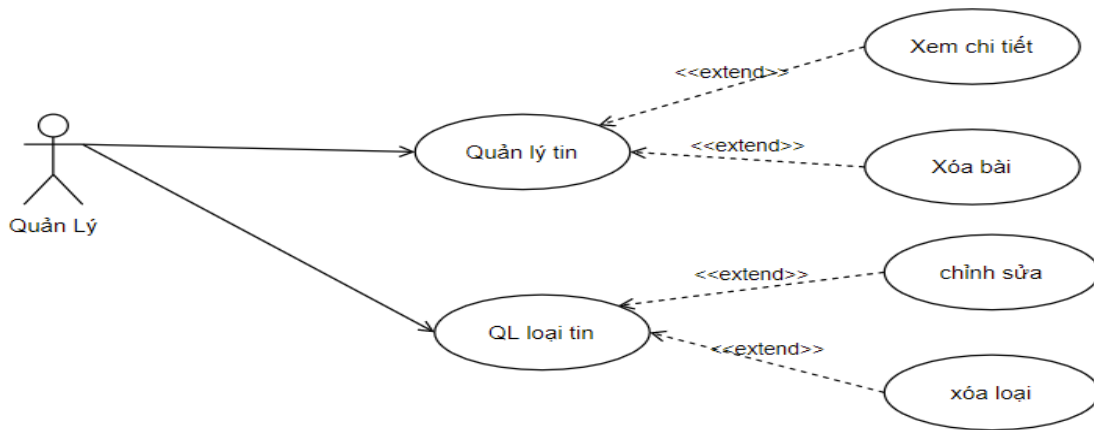 Xem chi tiết
<<extend>>
Quản lý tin
<<extend>>
Xóa bài
Quản Lý
<<extend>>
chỉnh sửa
QL loại tin
<<extend>>
xóa loại